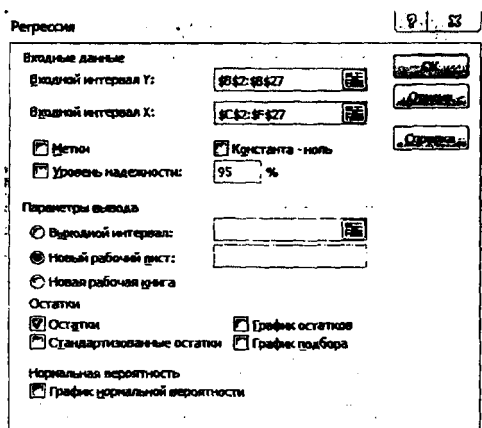 Регрессия
Входные данные
Входной интервал Y: $B$2:$B$27
Входной интервал X: $C$2:$F$27
Метки Константа - ноль
Уровень надежности: 95 %
Параметры вывода
Выходной интервал:
Новый рабочий лист:
Новая рабочая книга
Остатки
Остатки График остатков
Стандартизованные остатки График подбора
Нормальная вероятность
График нормальной вероятности
ОК
Отмена
Справка